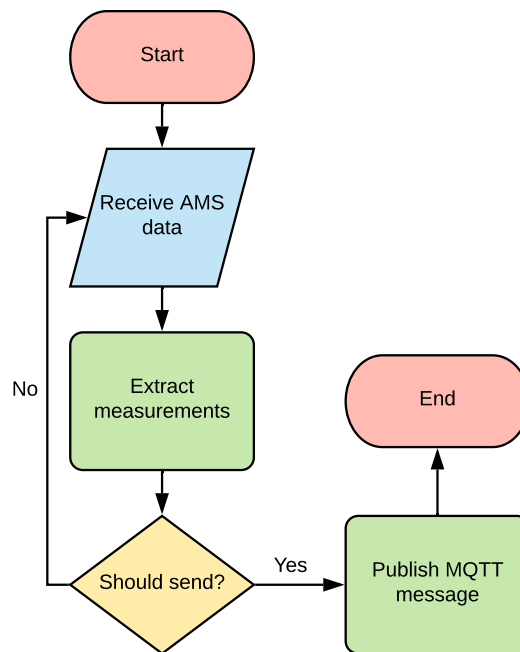 Start
Receive AMS
data
Extract
measurements
No
End
Should send?
Yes
Publish MQTT
message